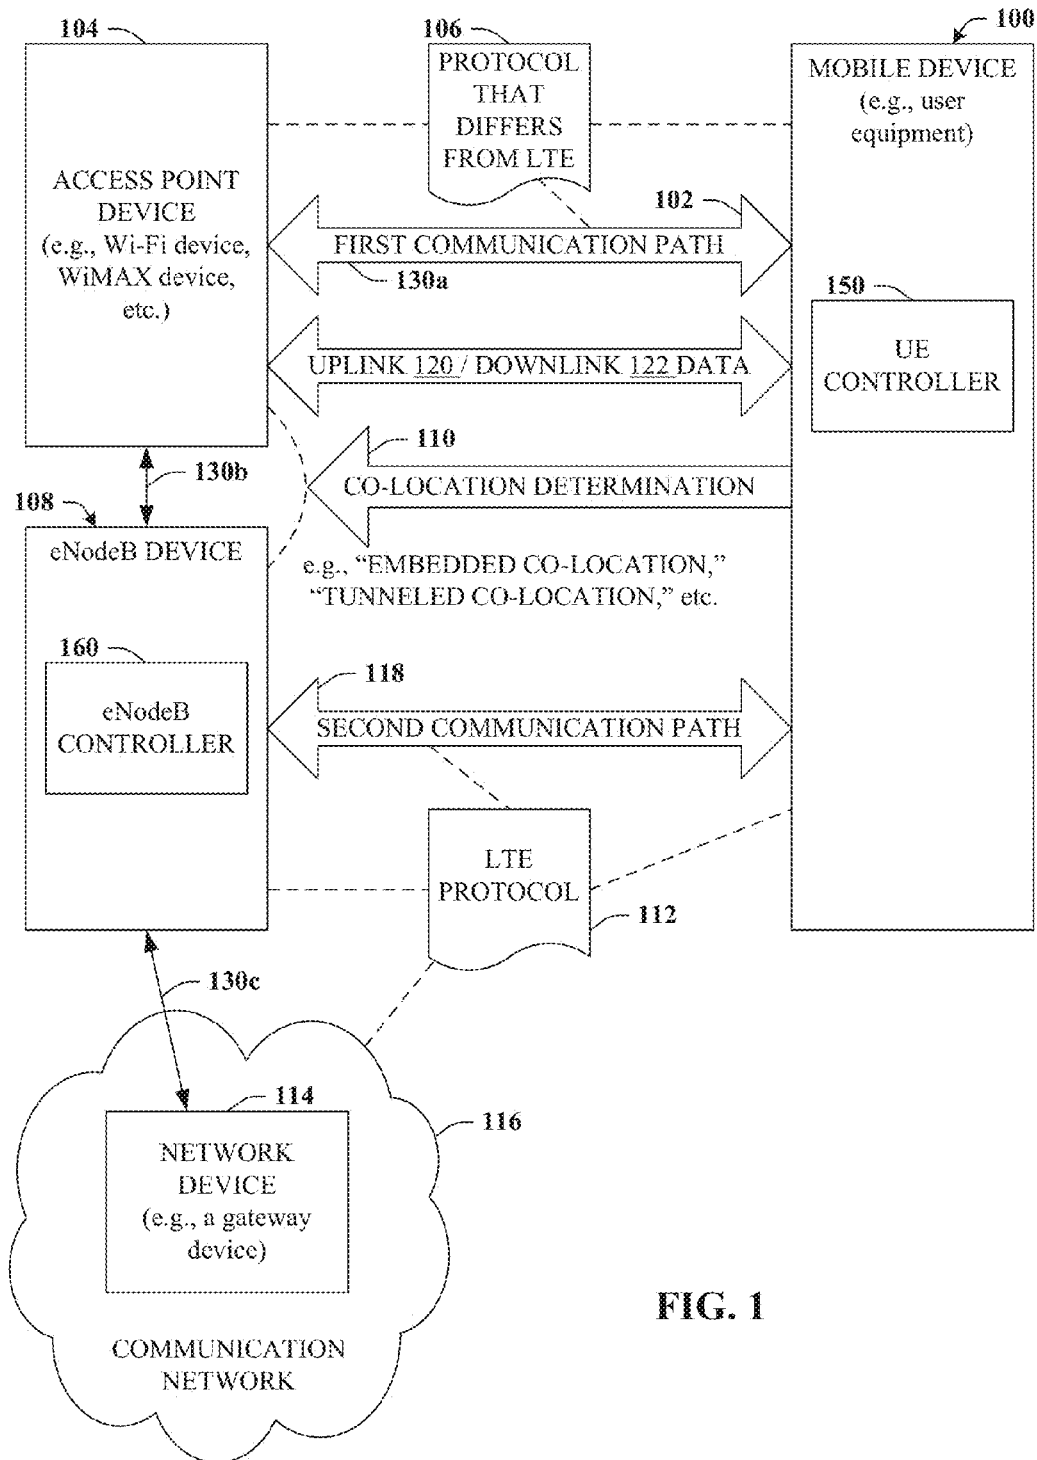 104
106
100
PROTOCOL
THAT
DIFFERS
FROM LTE
MOBILE DEVICE
(e.g., user
equipment)
ACCESS POINT
DEVICE
(e.g., Wi-Fi device,
WiMAX device,
etc.)
102
FIRST COMMUNICATION PATH
130a
150
UE
CONTROLLER
UPLINK 120 / DOWNLINK 122 DATA
110
130b
CO-LOCATION DETERMINATION
108
eNodeB DEVICE
e.g., “EMBEDDED CO-LOCATION,”
“TUNNELED CO-LOCATION,” etc.
160
118
eNodeB
CONTROLLER
SECOND COMMUNICATION PATH
LTE
PROTOCOL
112
130c
114
116
NETWORK
DEVICE
(e.g., a gateway
device)
COMMUNICATION
NETWORK
FIG. 1